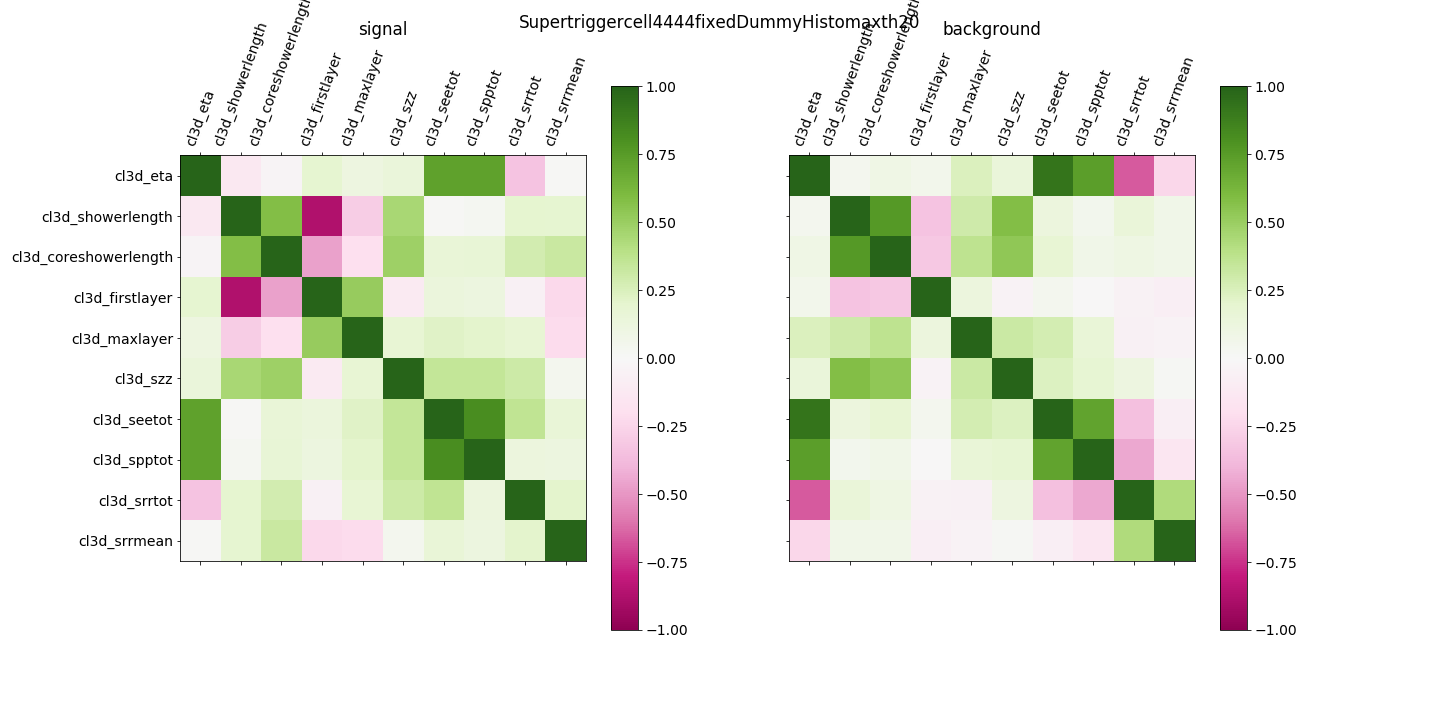 Supertriggercell4444fixedDummyHistomaxth20
signal
background
cl3d_eta
cl3d_showerlength
cl3d_coreshowerlength
cl3d_firstlayer
cl3d_maxlayer
cl3d_szz
cl3d_seetot
cl3d_spptot
cl3d_srrtot
cl3d_srrmean
cl3d_eta
cl3d_showerlength
cl3d_coreshowerlength
cl3d_firstlayer
cl3d_maxlayer
cl3d_szz
cl3d_seetot
cl3d_spptot
cl3d_srrtot
cl3d_srrmean
1.00
0.75
0.50
0.25
0.00
−0.25
−0.50
−0.75
−1.00
cl3d_eta
cl3d_showerlength
cl3d_coreshowerlength
cl3d_firstlayer
cl3d_maxlayer
cl3d_szz
cl3d_seetot
cl3d_spptot
cl3d_srrtot
cl3d_srrmean
1.00
0.75
0.50
0.25
0.00
−0.25
−0.50
−0.75
−1.00